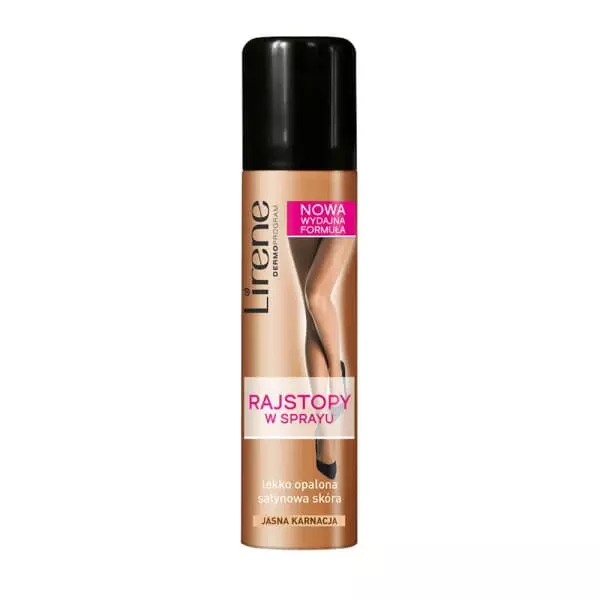 Lirene
DERMOPROGRAM
NOWA
WYDAJNA
FORMUŁA
RAJSTOPY
W SPRAYU
lekko opalona
satynowa skóra
JASNA KARNACJA